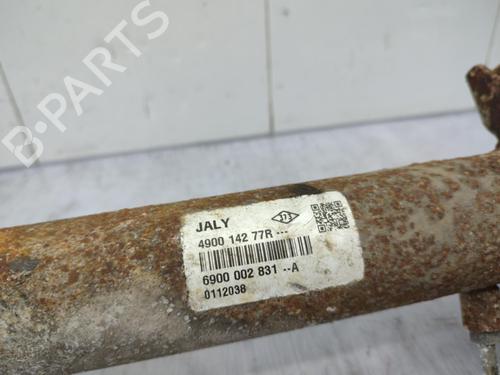 B-PARTS
JALY
4900 142 77R ---
6900 002 831 --A
0112038